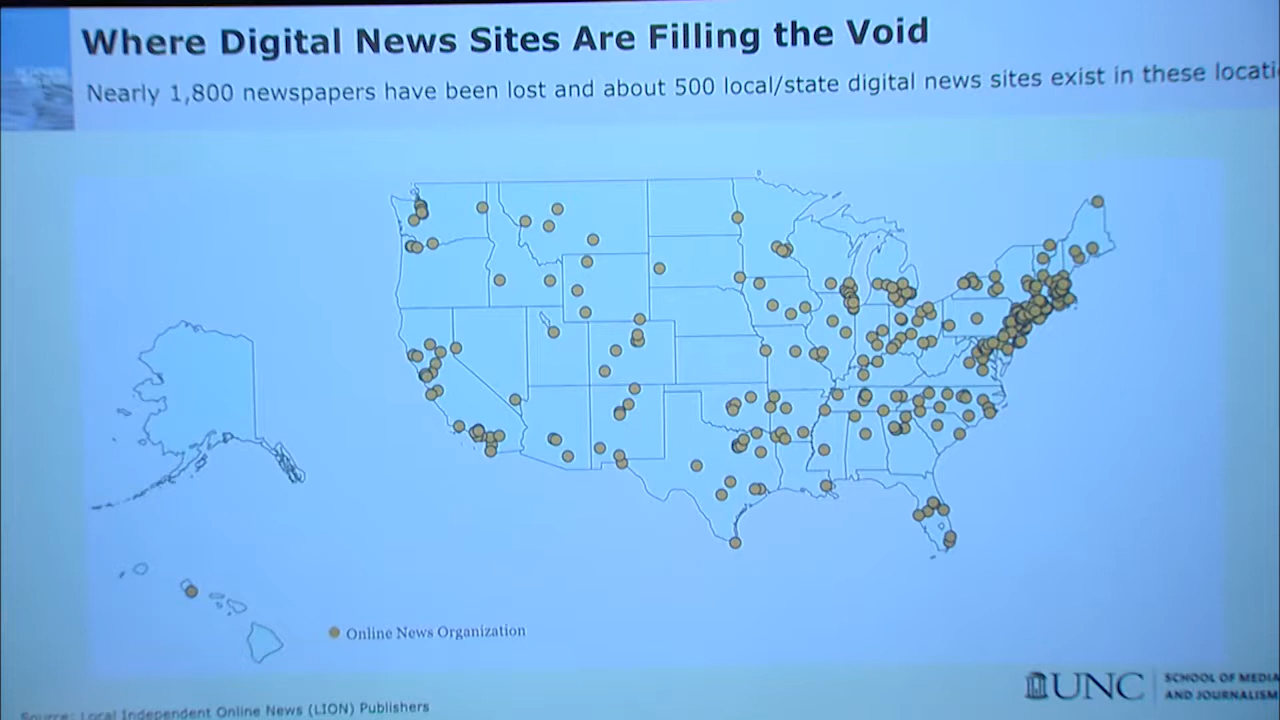 Where Digital News Sites Are Filling the Void
Nearly 1,800 newspapers have been lost and about 500 local/state digital news sites exist in these locati
Online News Organization
UNC
SCHOOL OF MEDIA
AND JOURNALISM
Source: Local Independent Online News (LION) Publishers